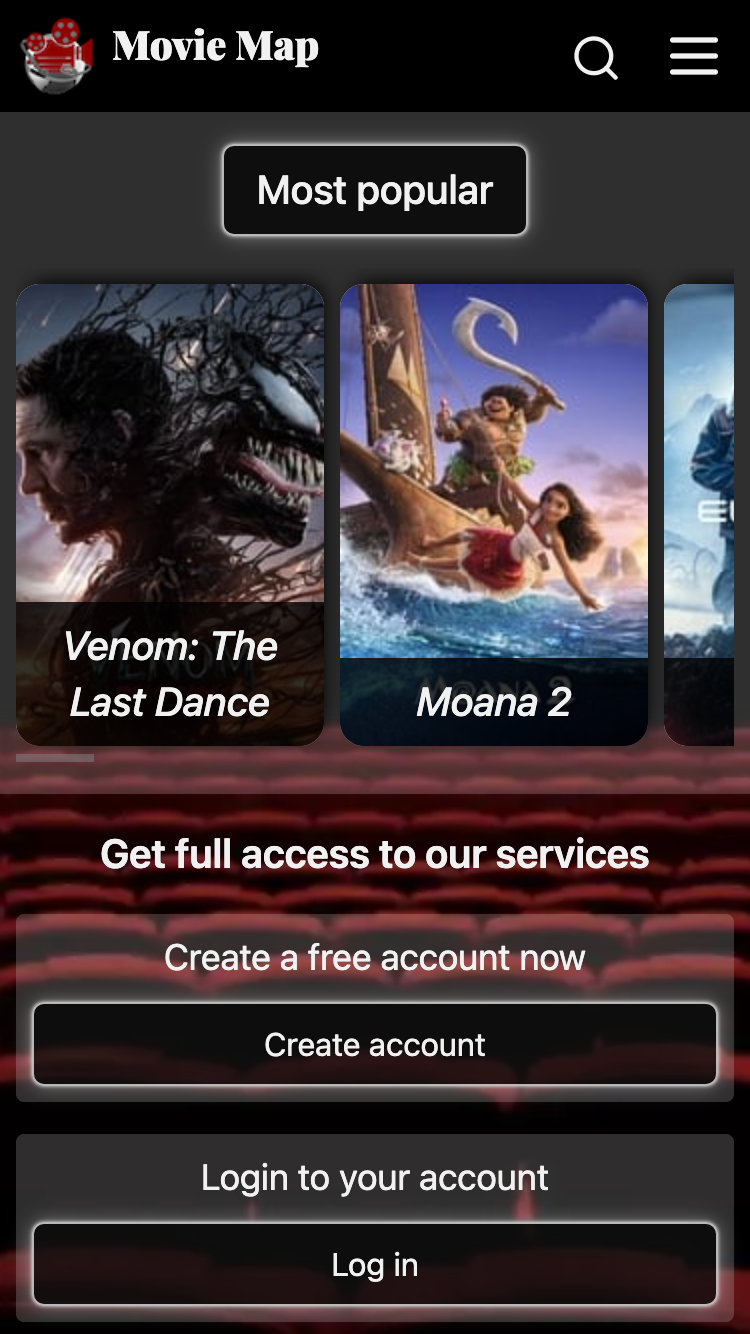 Movie Map
Most popular
Venom: The
Last Dance
Moana 2
Get full access to our services
Create a free account now
Create account
Login to your account
Log in